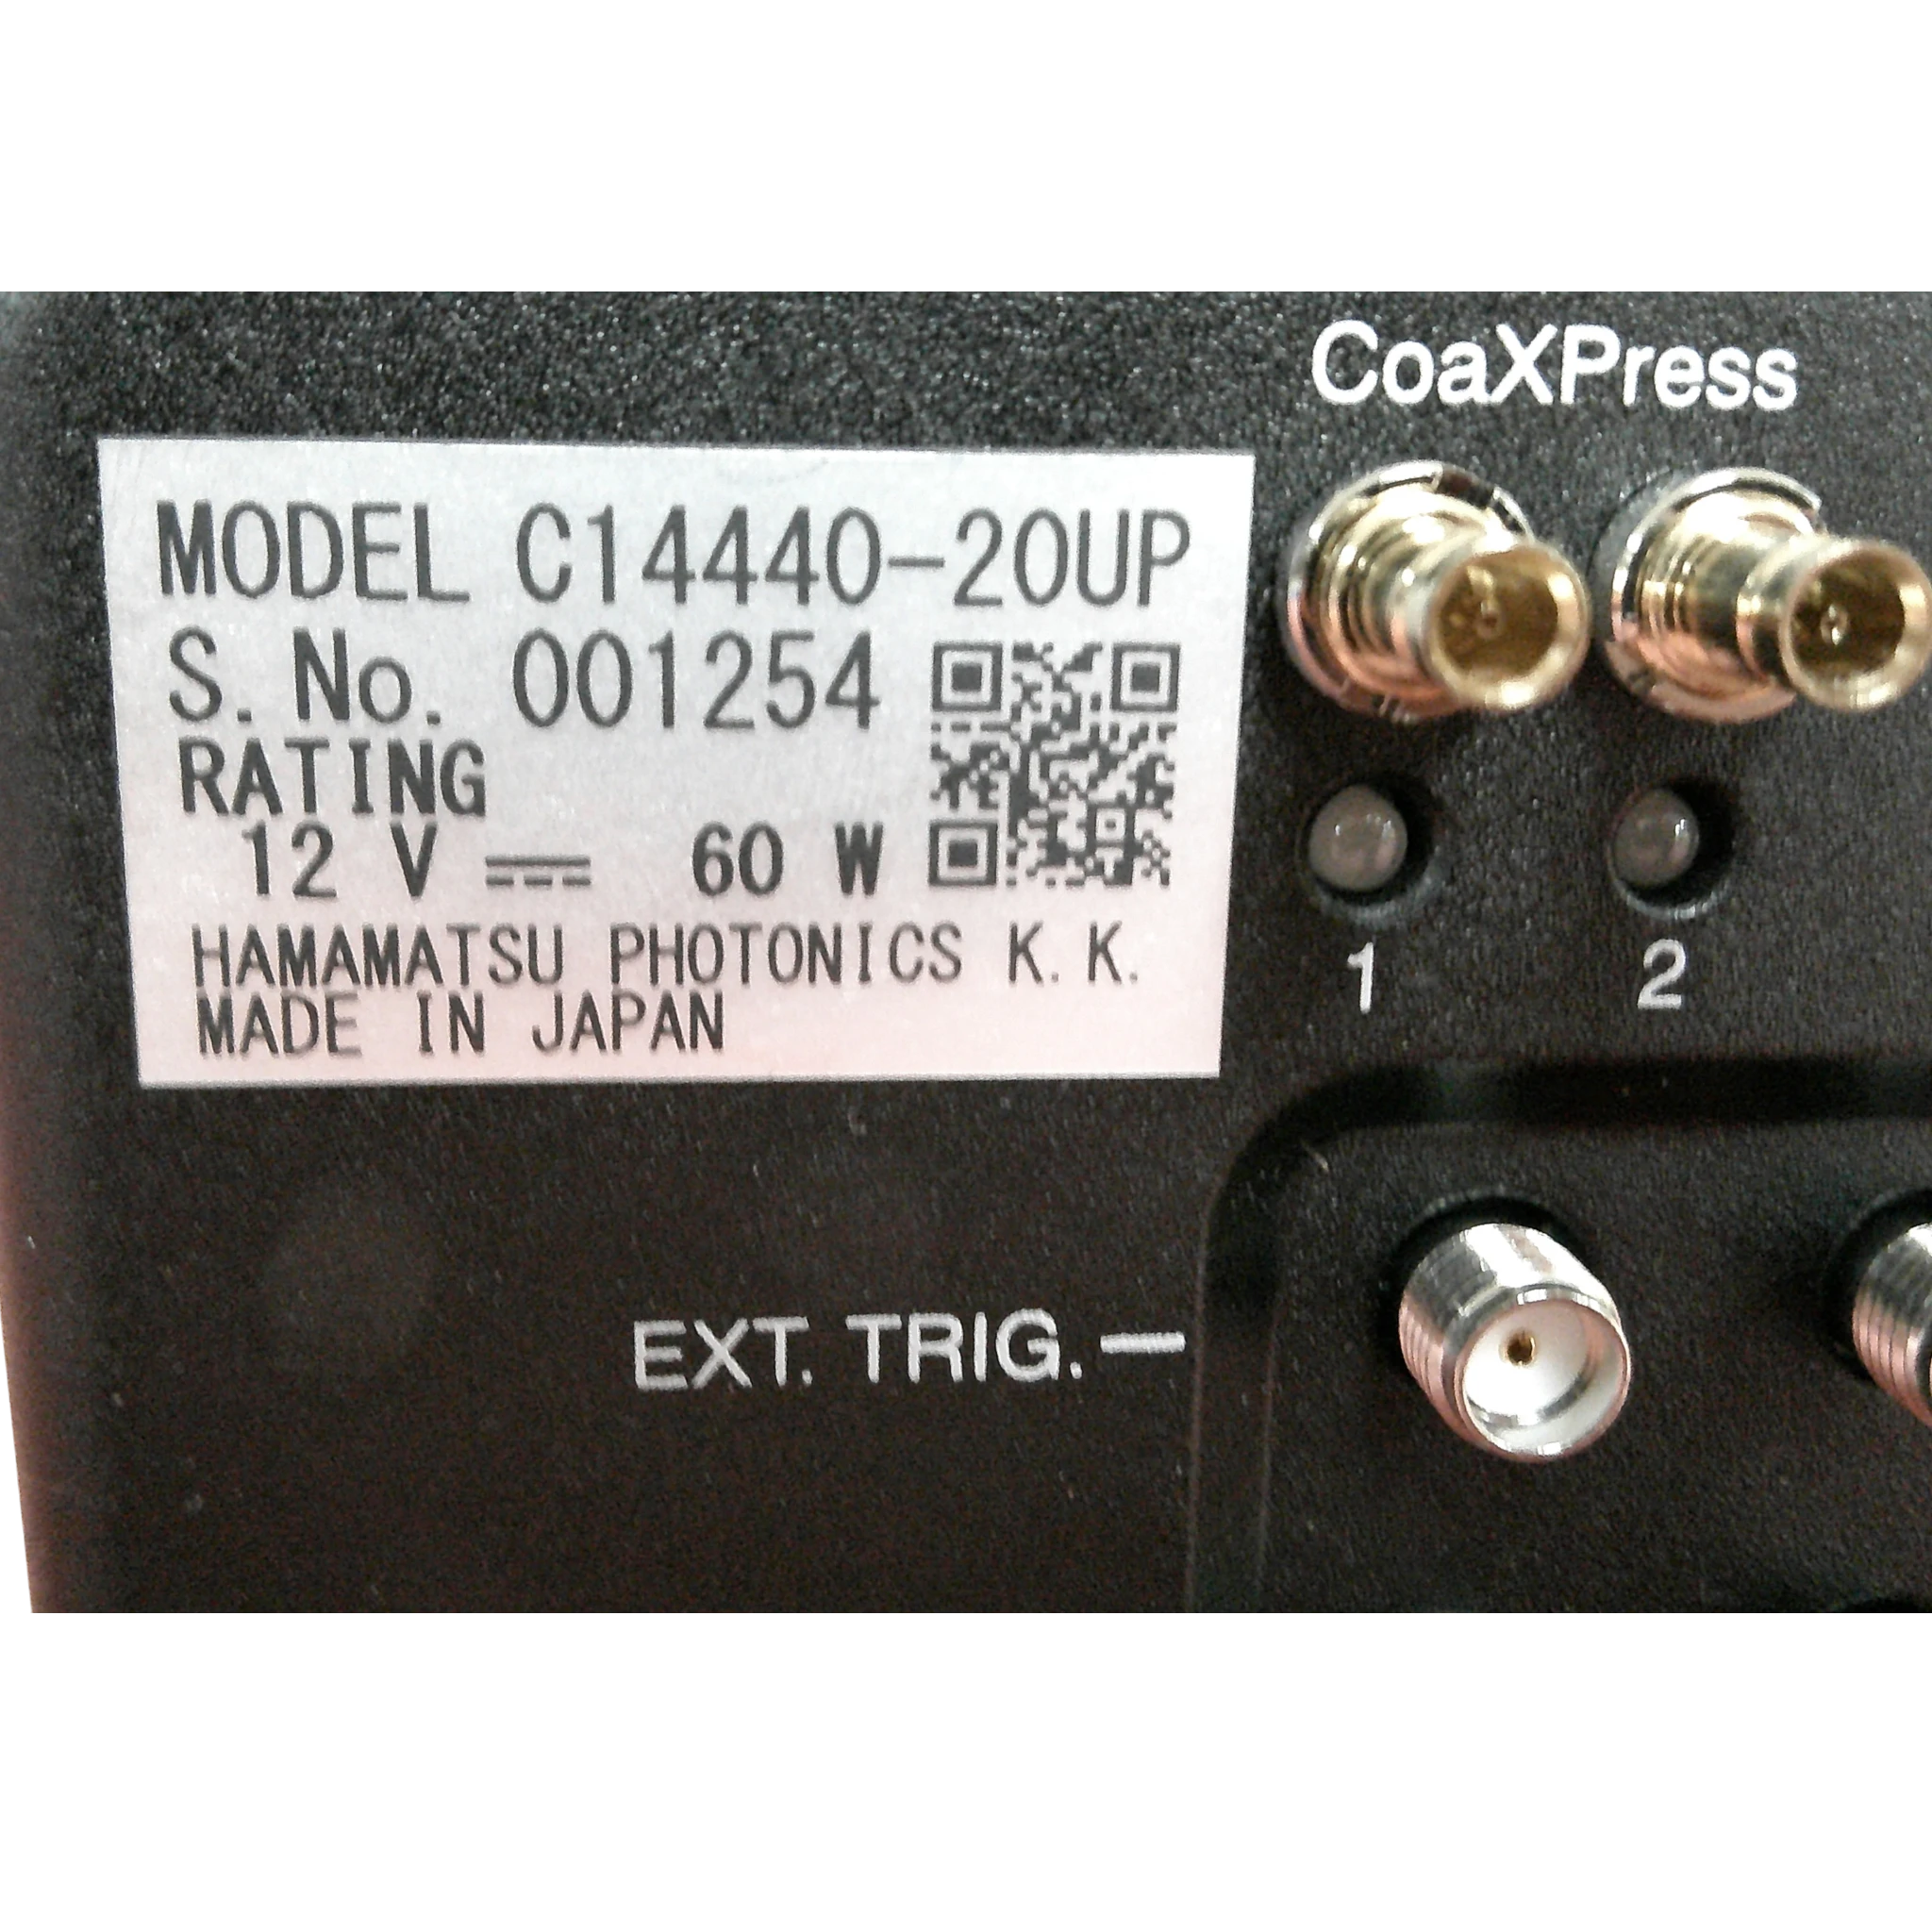 CoaXPress
MODEL C14440-20UP
S. No. 001254
RATING
12 V ⎓ 60 W
HAMAMATSU PHOTONICS K. K.
MADE IN JAPAN
1 2
EXT. TRIG.